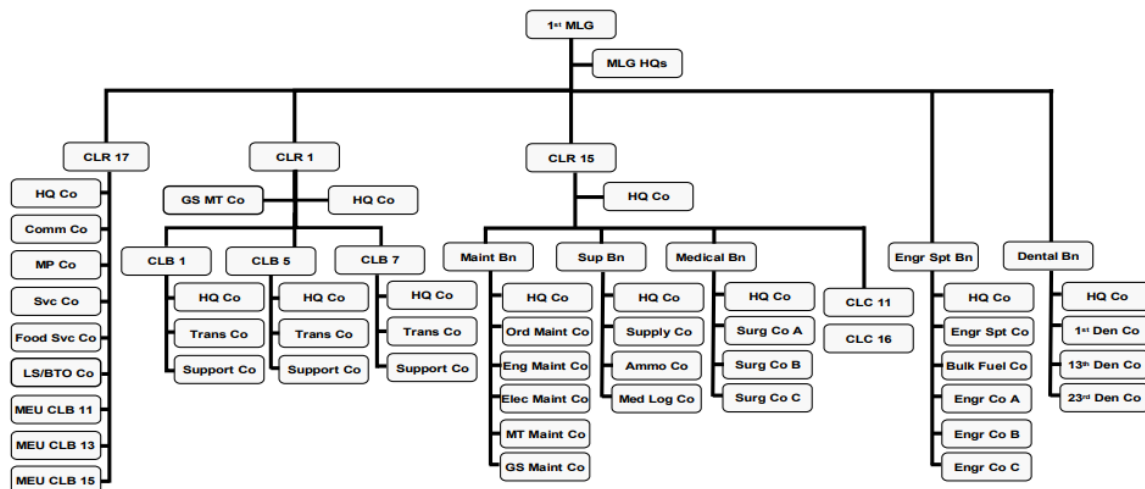 1st MLG
MLG HQs
CLR 17
HQ Co
Comm Co
MP Co
Svc Co
Food Svc Co
LS/BTO Co
MEU CLB 11
MEU CLB 13
MEU CLB 15
CLR 1
GS MT Co
HQ Co
CLB 1
HQ Co
Trans Co
Support Co
CLB 5
HQ Co
Trans Co
Support Co
CLB 7
HQ Co
Trans Co
Support Co
CLR 15
HQ Co
Maint Bn
HQ Co
Ord Maint Co
Eng Maint Co
Elec Maint Co
MT Maint Co
GS Maint Co
Sup Bn
HQ Co
Supply Co
Ammo Co
Med Log Co
Medical Bn
HQ Co
Surg Co A
Surg Co B
Surg Co C
CLC 11
CLC 16
Engr Spt Bn
HQ Co
Engr Spt Co
Bulk Fuel Co
Engr Co A
Engr Co B
Engr Co C
Dental Bn
HQ Co
1st Den Co
13th Den Co
23rd Den Co